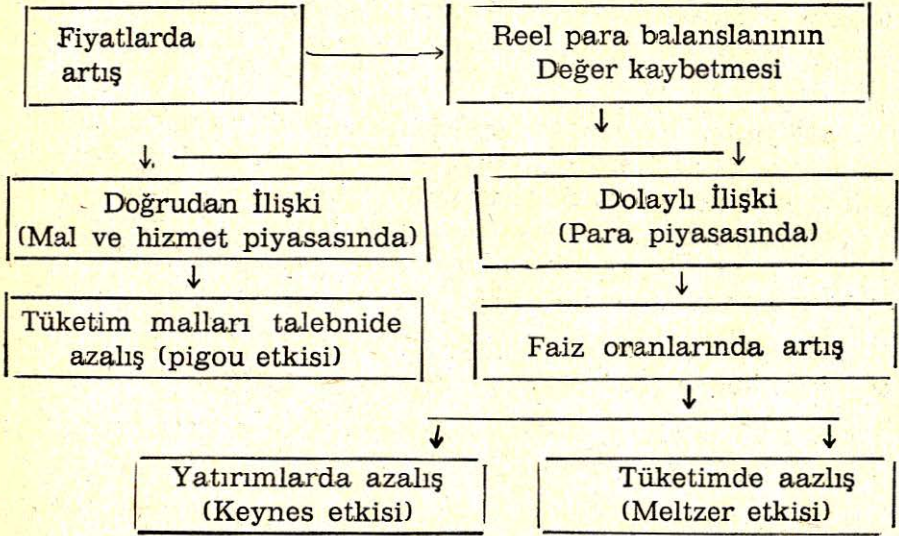 Fiyatlarda
artış
Reel para balanslanının
Değer kaybetmesi
Doğrudan İlişki
(Mal ve hizmet piyasasında)
Dolaylı İlişki
(Para piyasasında)
Tüketim malları talebnide
azalış (pigou etkisi)
Faiz oranlarında artış
Yatırımlarda azalış
(Keynes etkisi)
Tüketimde aazlış
(Meltzer etkisi)